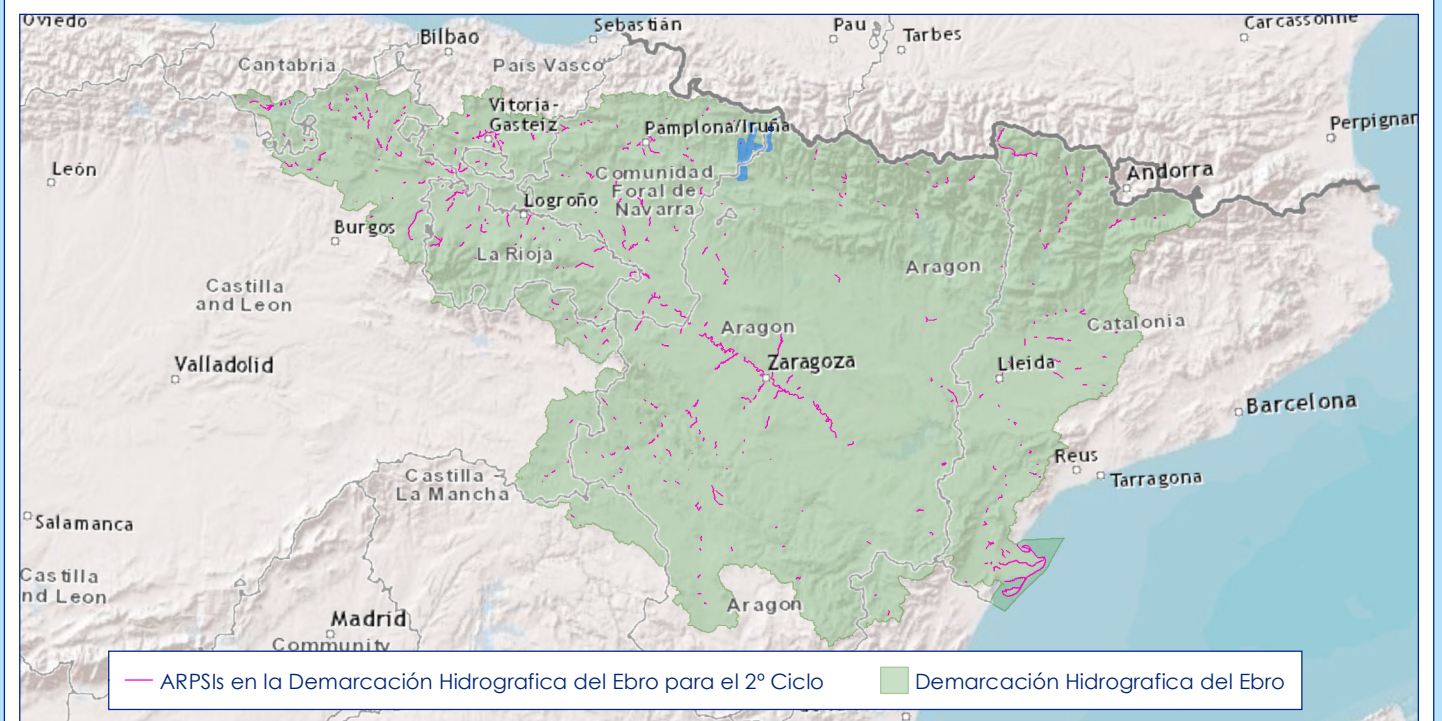 Oviedo
Bilbao
Sebastián
Pau
Tarbes
Carcassonne
Cantabria
País Vasco
Vitoria-
Gasteiz
Pamplona/Iruña
Perpignan
León
Comunidad
Foral de
Navarra
Andorra
Logroño
Burgos
La Rioja
Aragon
Castilla
and Leon
Aragon
Catalonia
Valladolid
Zaragoza
Lleida
Barcelona
Reus
Castilla
La Mancha
Tarragona
Salamanca
Castilla
nd Leon
Aragon
Madrid
Community
ARPSIs en la Demarcación Hidrografica del Ebro para el 2º Ciclo
Demarcación Hidrografica del Ebro